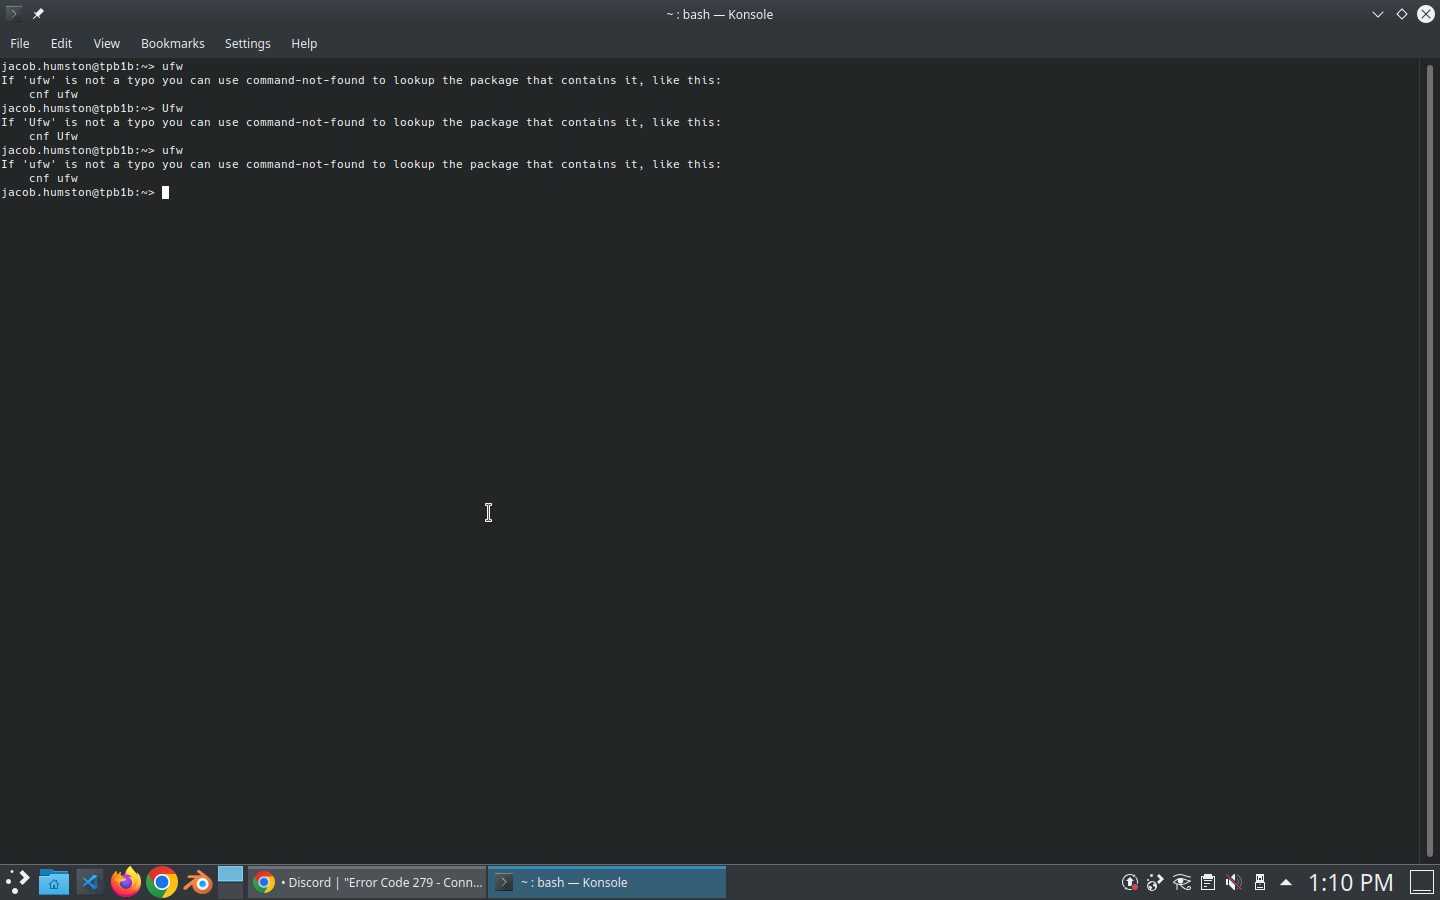 ~ : bash — Konsole
File Edit View Bookmarks Settings Help
jacob.humston@tpb1b:~> ufw
If 'ufw' is not a typo you can use command-not-found to lookup the package that contains it, like this:
    cnf ufw
jacob.humston@tpb1b:~> Ufw
If 'Ufw' is not a typo you can use command-not-found to lookup the package that contains it, like this:
    cnf Ufw
jacob.humston@tpb1b:~> ufw
If 'ufw' is not a typo you can use command-not-found to lookup the package that contains it, like this:
    cnf ufw
jacob.humston@tpb1b:~>
• Discord | "Error Code 279 - Conn... ~ : bash — Konsole 1:10 PM